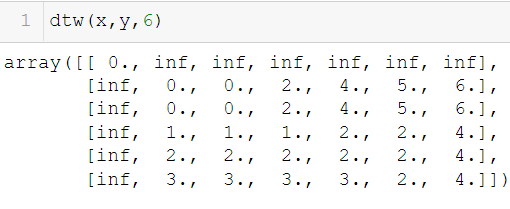 1 dtw(x,y,6)
array([[ 0., inf, inf, inf, inf, inf, inf],
[inf, 0., 0., 2., 4., 5., 6.],
[inf, 0., 0., 2., 4., 5., 6.],
[inf, 1., 1., 1., 2., 2., 4.],
[inf, 2., 2., 2., 2., 2., 4.],
[inf, 3., 3., 3., 3., 2., 4.]])